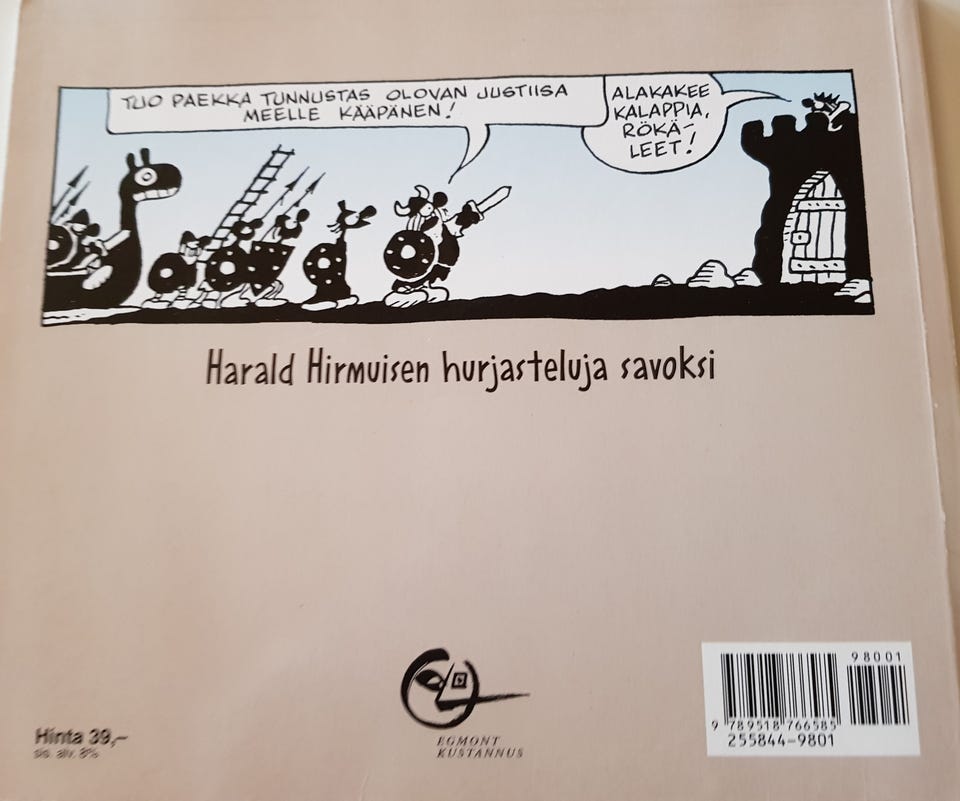 TUO PAEKKA TUNNUSTAS OLOVAN JUSTIISA
MEELLE KÄÄPÄNEN!
ALAKAKEE
KALAPPIA,
RÖKÄ-
LEET!
Harald Hirmuisen hurjasteluja savoksi
EGMONT
KUSTANNUS
Hinta 39,–
sis. alv. 8%
98001
9 789518 766585
255844-9801